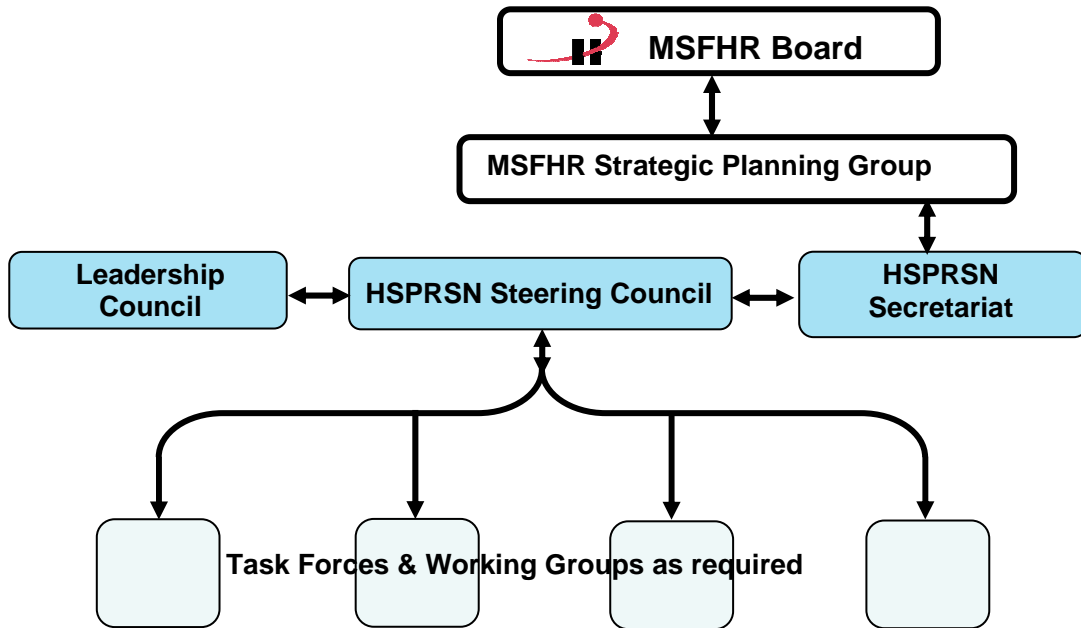 MSFHR Board
MSFHR Strategic Planning Group
Leadership
Council
HSPRSN Steering Council
HSPRSN
Secretariat
Task Forces & Working Groups as required